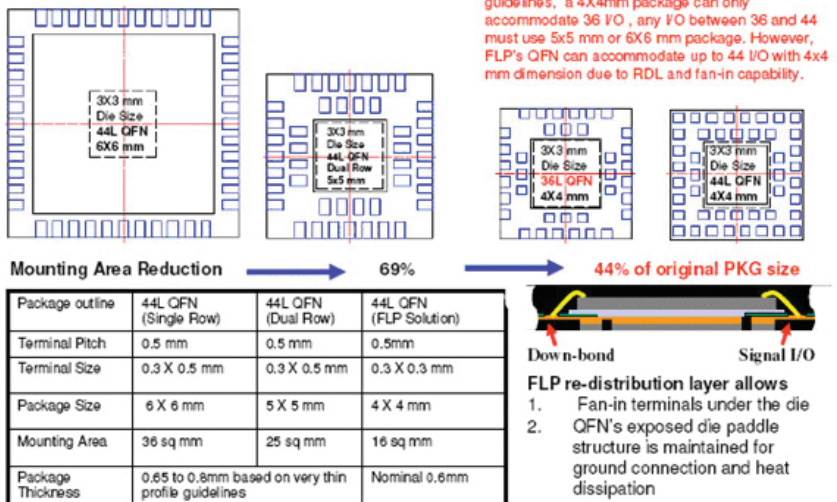 guidelines, a 4X4mm package can only
accommodate 36 I/O , any I/O between 36 and 44
must use 5x5 mm or 6X6 mm package. However,
FLP's QFN can accommodate up to 44 I/O with 4x4
mm dimension due to RDL and fan-in capability.
3X3 mm
Die Size
44L QFN
6X6 mm
3X3 mm
Die Size
44L QFN
Dual Row
5x5 mm
3X3 mm
Die Size
36L QFN
4X4 mm
3X3 mm
Die Size
44L QFN
4X4 mm
Mounting Area Reduction 69% 44% of original PKG size
Package outline 44L QFN (Single Row) 44L QFN (Dual Row) 44L QFN (FLP Solution)
Terminal Pitch 0.5 mm 0.5 mm 0.5mm
Terminal Size 0.3 X 0.5 mm 0.3 X 0.5 mm 0.3 X 0.3 mm
Package Size 6 X 6 mm 5 X 5 mm 4 X 4 mm
Mounting Area 36 sq mm 25 sq mm 16 sq mm
Package Thickness 0.65 to 0.8mm based on very thin profile guidelines Nominal 0.6mm
Down-bond Signal I/O
FLP re-distribution layer allows
1. Fan-in terminals under the die
2. QFN's exposed die paddle
structure is maintained for
ground connection and heat
dissipation